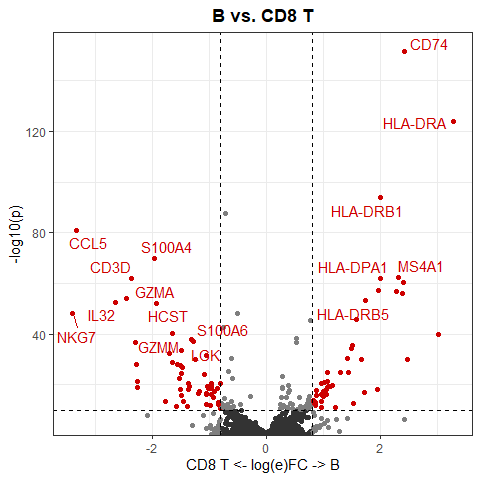 B vs. CD8 T
CD74
HLA-DRA
HLA-DRB1
CCL5
S100A4
CD3D
HLA-DPA1
MS4A1
GZMA
IL32
HCST
HLA-DRB5
S100A6
NKG7
GZMM
LCK
-log10(p)
120
80
40
-2
0
2
CD8 T <- log(e)FC -> B